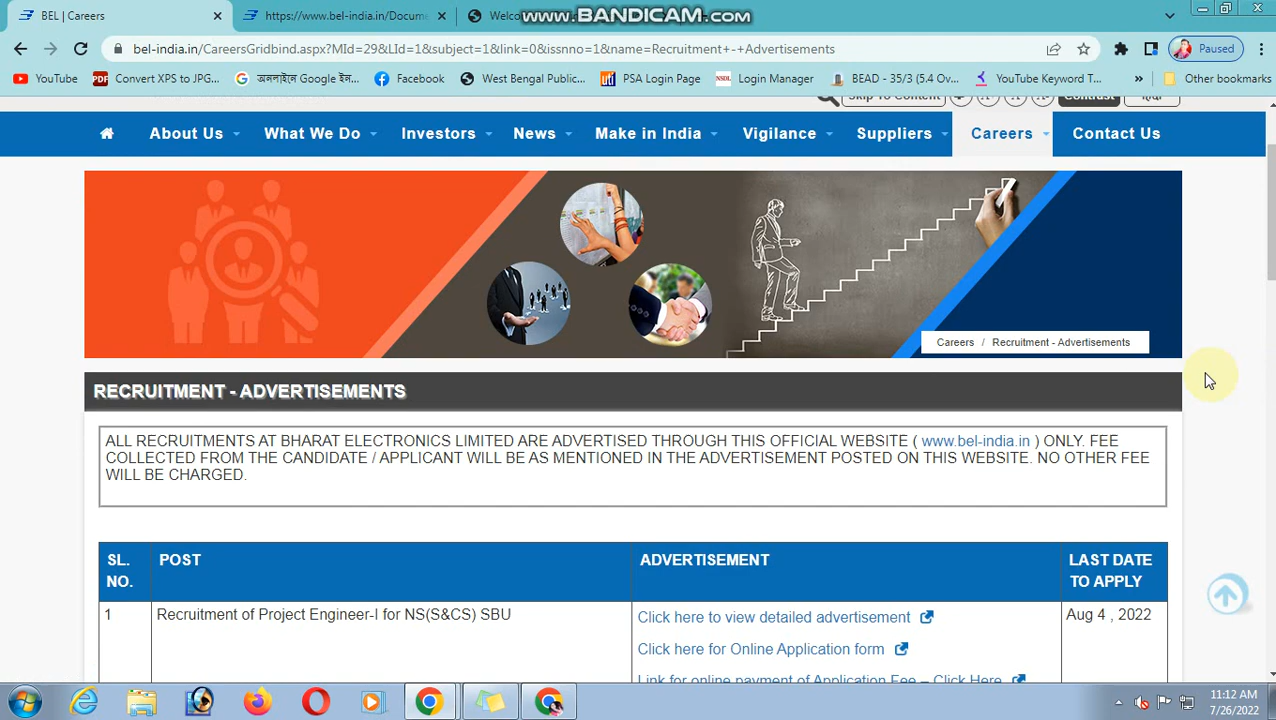 BEL | Careers
https://www.bel-india.in/Docume
Welco
www.BANDICAM.com
bel-india.in/CareersGridbind.aspx?MId=29&LId=1&subject=1&link=0&issnno=1&name=Recruitment+-+Advertisements
Paused
YouTube
Convert XPS to JPG...
অনলাইনে Google ইন...
Facebook
West Bengal Public...
uti PSA Login Page
NSDL Login Manager
BEAD - 35/3 (5.4 Ov...
YouTube Keyword T...
»
Other bookmarks
Skip To Content
Contrast
About Us
What We Do
Investors
News
Make in India
Vigilance
Suppliers
Careers
Contact Us
Careers / Recruitment - Advertisements
RECRUITMENT - ADVERTISEMENTS
ALL RECRUITMENTS AT BHARAT ELECTRONICS LIMITED ARE ADVERTISED THROUGH THIS OFFICIAL WEBSITE ( www.bel-india.in ) ONLY. FEE
COLLECTED FROM THE CANDIDATE / APPLICANT WILL BE AS MENTIONED IN THE ADVERTISEMENT POSTED ON THIS WEBSITE. NO OTHER FEE
WILL BE CHARGED.
SL. NO.
POST
ADVERTISEMENT
LAST DATE TO APPLY
1
Recruitment of Project Engineer-I for NS(S&CS) SBU
Click here to view detailed advertisement
Aug 4 , 2022
Click here for Online Application form
Link for online payment of Application Fee – Click Here
11:12 AM
7/26/2022